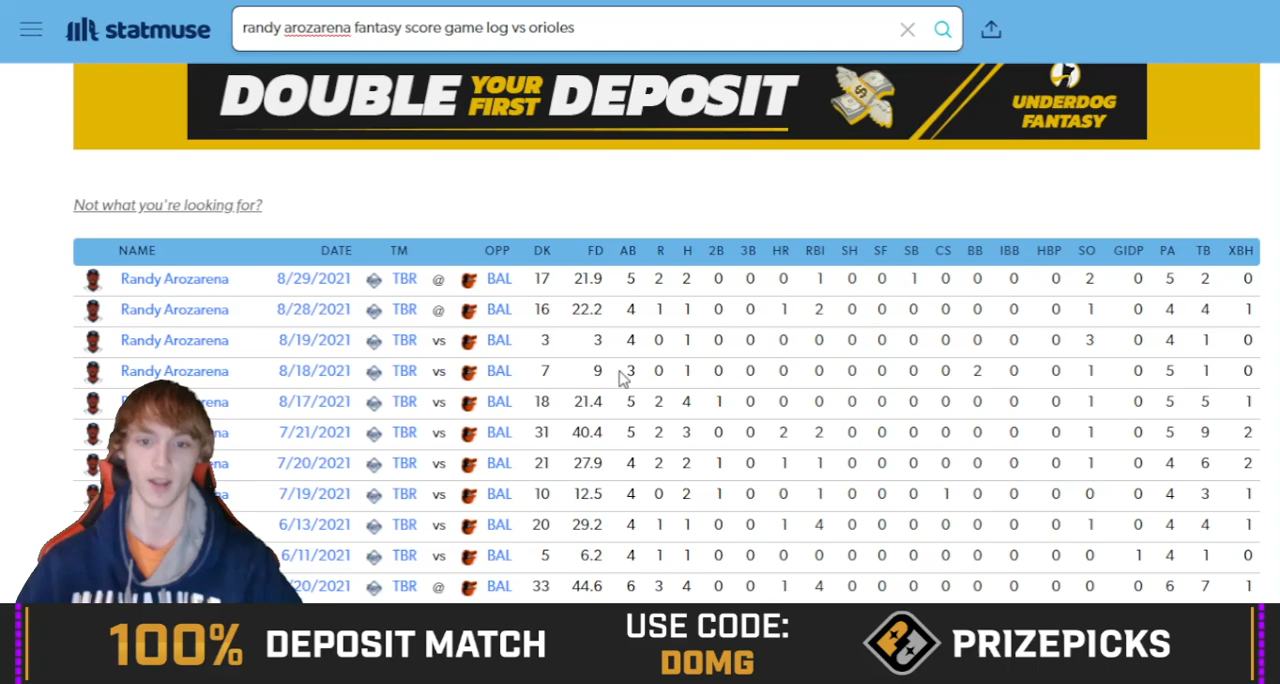 statmuse
randy arozarena fantasy score game log vs orioles
DOUBLE YOUR FIRST DEPOSIT
UNDERDOG
FANTASY
Not what you're looking for?
NAME DATE TM OPP DK FD AB R H 2B 3B HR RBI SH SF SB CS BB IBB HBP SO GIDP PA TB XBH
Randy Arozarena 8/29/2021 TBR @ BAL 17 21.9 5 2 2 0 0 0 1 0 0 1 0 0 0 0 2 0 5 2 0
Randy Arozarena 8/28/2021 TBR @ BAL 16 22.2 4 1 1 0 0 1 2 0 0 0 0 0 0 0 1 0 4 4 1
Randy Arozarena 8/19/2021 TBR vs BAL 3 3 4 0 1 0 0 0 0 0 0 0 0 0 0 0 3 0 4 1 0
Randy Arozarena 8/18/2021 TBR vs BAL 7 9 3 0 1 0 0 0 0 0 0 0 0 2 0 0 1 0 5 1 0
na 8/17/2021 TBR vs BAL 18 21.4 5 2 4 1 0 0 0 0 0 0 0 0 0 0 1 0 5 5 1
na 7/21/2021 TBR vs BAL 31 40.4 5 2 3 0 0 2 2 0 0 0 0 0 0 0 1 0 5 9 2
na 7/20/2021 TBR vs BAL 21 27.9 4 2 2 1 0 1 1 0 0 0 0 0 0 0 1 0 4 6 2
a 7/19/2021 TBR vs BAL 10 12.5 4 0 2 1 0 0 1 0 0 0 1 0 0 0 0 0 4 3 1
6/13/2021 TBR vs BAL 20 29.2 4 1 1 0 0 1 4 0 0 0 0 0 0 0 1 0 4 4 1
6/11/2021 TBR vs BAL 5 6.2 4 1 1 0 0 0 0 0 0 0 0 0 0 0 0 1 4 1 0
/20/2021 TBR @ BAL 33 44.6 6 3 4 0 0 1 4 0 0 0 0 0 0 0 0 0 6 7 1
100% DEPOSIT MATCH
USE CODE:
DOMG
PRIZEPICKS